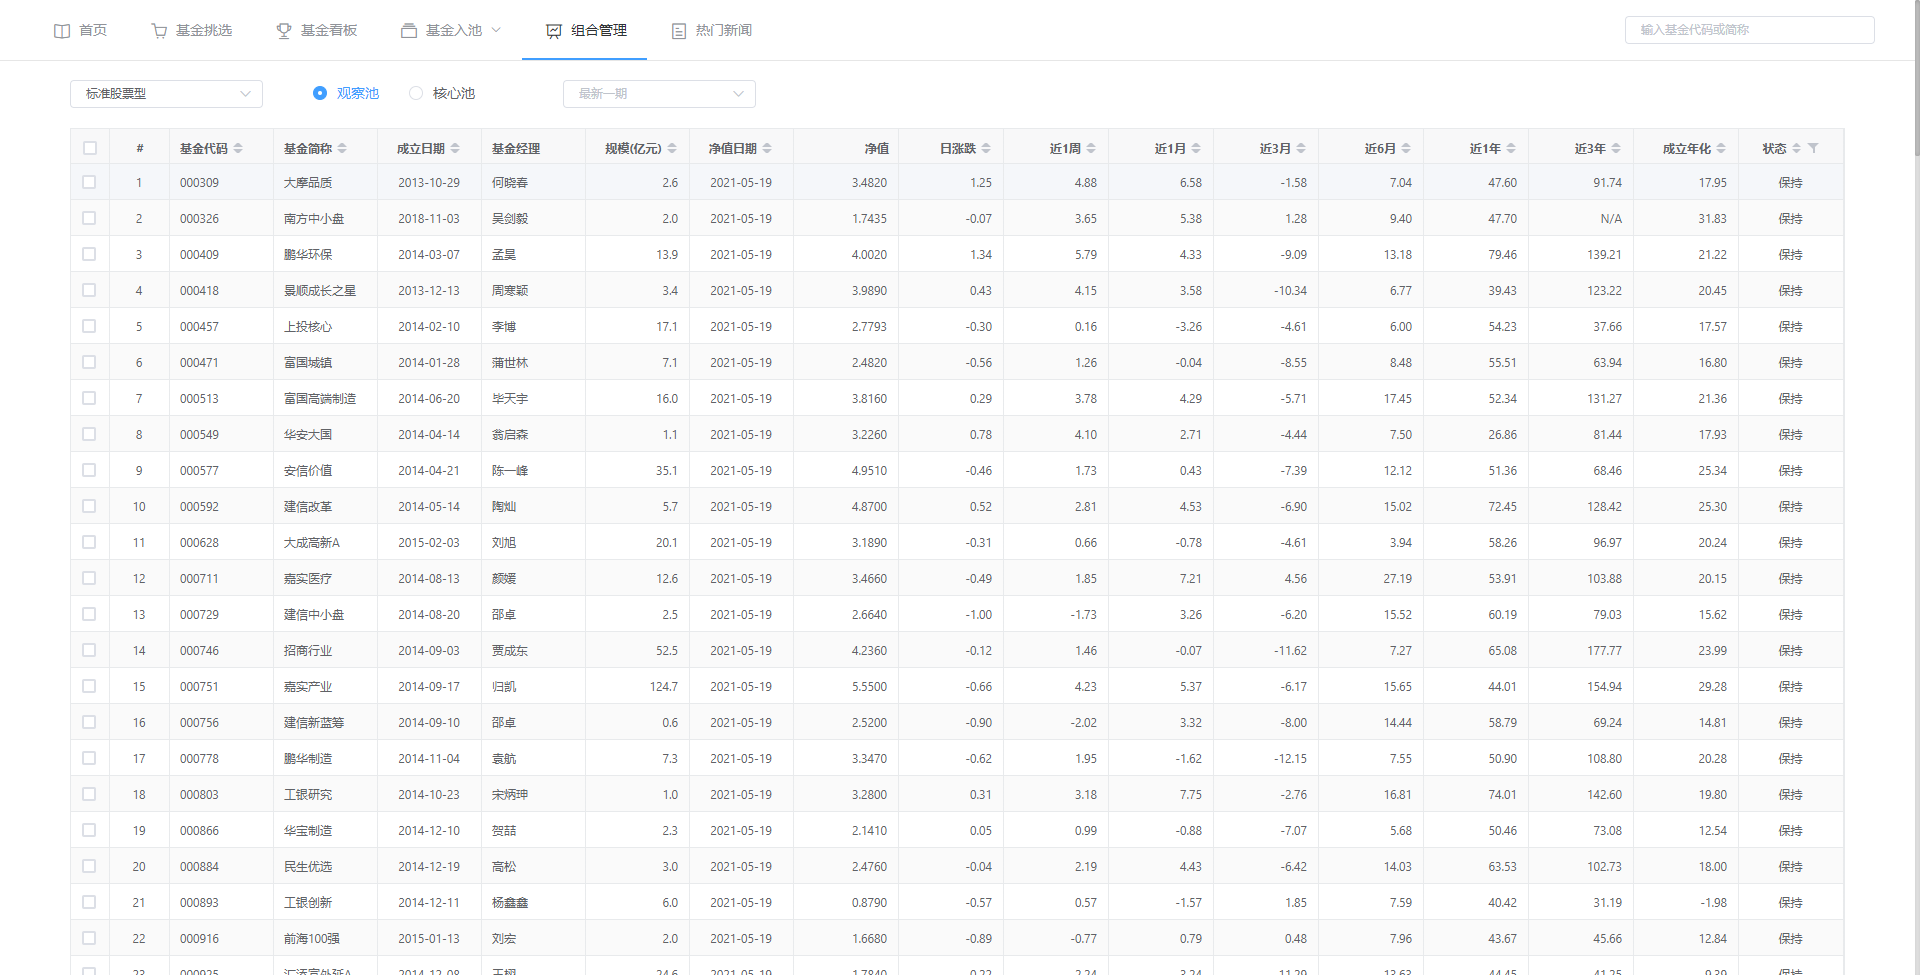 首页 基金挑选 基金看板 基金入池 组合管理 热门新闻 输入基金代码或简称
标准股票型 观察池 核心池 最新一期
# 基金代码 基金简称 成立日期 基金经理 规模(亿元) 净值日期 净值 日涨跌 近1周 近1月 近3月 近6月 近1年 近3年 成立年化 状态
1 000309 大摩品质 2013-10-29 何晓春 2.6 2021-05-19 3.4820 1.25 4.88 6.58 -1.58 7.04 47.60 91.74 17.95 保持
2 000326 南方中小盘 2018-11-03 吴剑毅 2.0 2021-05-19 1.7435 -0.07 3.65 5.38 1.28 9.40 47.70 N/A 31.83 保持
3 000409 鹏华环保 2014-03-07 孟昊 13.9 2021-05-19 4.0020 1.34 5.79 4.33 -9.09 13.18 79.46 139.21 21.22 保持
4 000418 景顺成长之星 2013-12-13 周寒颖 3.4 2021-05-19 3.9890 0.43 4.15 3.58 -10.34 6.77 39.43 123.22 20.45 保持
5 000457 上投核心 2014-02-10 李博 17.1 2021-05-19 2.7793 -0.30 0.16 -3.26 -4.61 6.00 54.23 37.66 17.57 保持
6 000471 富国城镇 2014-01-28 蒲世林 7.1 2021-05-19 2.4820 -0.56 1.26 -0.04 -8.55 8.48 55.51 63.94 16.80 保持
7 000513 富国高端制造 2014-06-20 毕天宇 16.0 2021-05-19 3.8160 0.29 3.78 4.29 -5.71 17.45 52.34 131.27 21.36 保持
8 000549 华安大国 2014-04-14 翁启森 1.1 2021-05-19 3.2260 0.78 4.10 2.71 -4.44 7.50 26.86 81.44 17.93 保持
9 000577 安信价值 2014-04-21 陈一峰 35.1 2021-05-19 4.9510 -0.46 1.73 0.43 -7.39 12.12 51.36 68.46 25.34 保持
10 000592 建信改革 2014-05-14 陶灿 5.7 2021-05-19 4.8700 0.52 2.81 4.53 -6.90 15.02 72.45 128.42 25.30 保持
11 000628 大成高新A 2015-02-03 刘旭 20.1 2021-05-19 3.1890 -0.31 0.66 -0.78 -4.61 3.94 58.26 96.97 20.24 保持
12 000711 嘉实医疗 2014-08-13 颜媛 12.6 2021-05-19 3.4660 -0.49 1.85 7.21 4.56 27.19 53.91 103.88 20.15 保持
13 000729 建信中小盘 2014-08-20 邵卓 2.5 2021-05-19 2.6640 -1.00 -1.73 3.26 -6.20 15.52 60.19 79.03 15.62 保持
14 000746 招商行业 2014-09-03 贾成东 52.5 2021-05-19 4.2360 -0.12 1.46 -0.07 -11.62 7.27 65.08 177.77 23.99 保持
15 000751 嘉实产业 2014-09-17 归凯 124.7 2021-05-19 5.5500 -0.66 4.23 5.37 -6.17 15.65 44.01 154.94 29.28 保持
16 000756 建信新蓝筹 2014-09-10 邵卓 0.6 2021-05-19 2.5200 -0.90 -2.02 3.32 -8.00 14.44 58.79 69.24 14.81 保持
17 000778 鹏华制造 2014-11-04 袁航 7.3 2021-05-19 3.3470 -0.62 1.95 -1.62 -12.15 7.55 50.90 108.80 20.28 保持
18 000803 工银研究 2014-10-23 宋炳珅 1.0 2021-05-19 3.2800 0.31 3.18 7.75 -2.76 16.81 74.01 142.60 19.80 保持
19 000866 华宝制造 2014-12-10 贺喆 2.3 2021-05-19 2.1410 0.05 0.99 -0.88 -7.07 5.68 50.46 73.08 12.54 保持
20 000884 民生优选 2014-12-19 高松 3.0 2021-05-19 2.4760 -0.04 2.19 4.43 -6.42 14.03 63.53 102.73 18.00 保持
21 000893 工银创新 2014-12-11 杨鑫鑫 6.0 2021-05-19 0.8790 -0.57 0.57 -1.57 1.85 7.59 40.42 31.19 -1.98 保持
22 000916 前海100强 2015-01-13 刘宏 2.0 2021-05-19 1.6680 -0.89 -0.77 0.79 0.48 7.96 43.67 45.66 12.84 保持